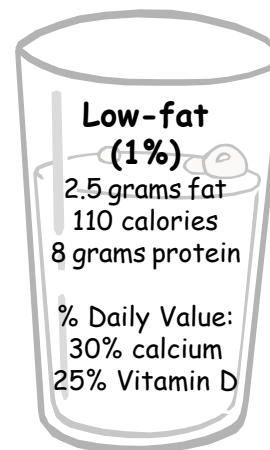 Low-fat
(1%)
2.5 grams fat
110 calories
8 grams protein
% Daily Value:
30% calcium
25% Vitamin D